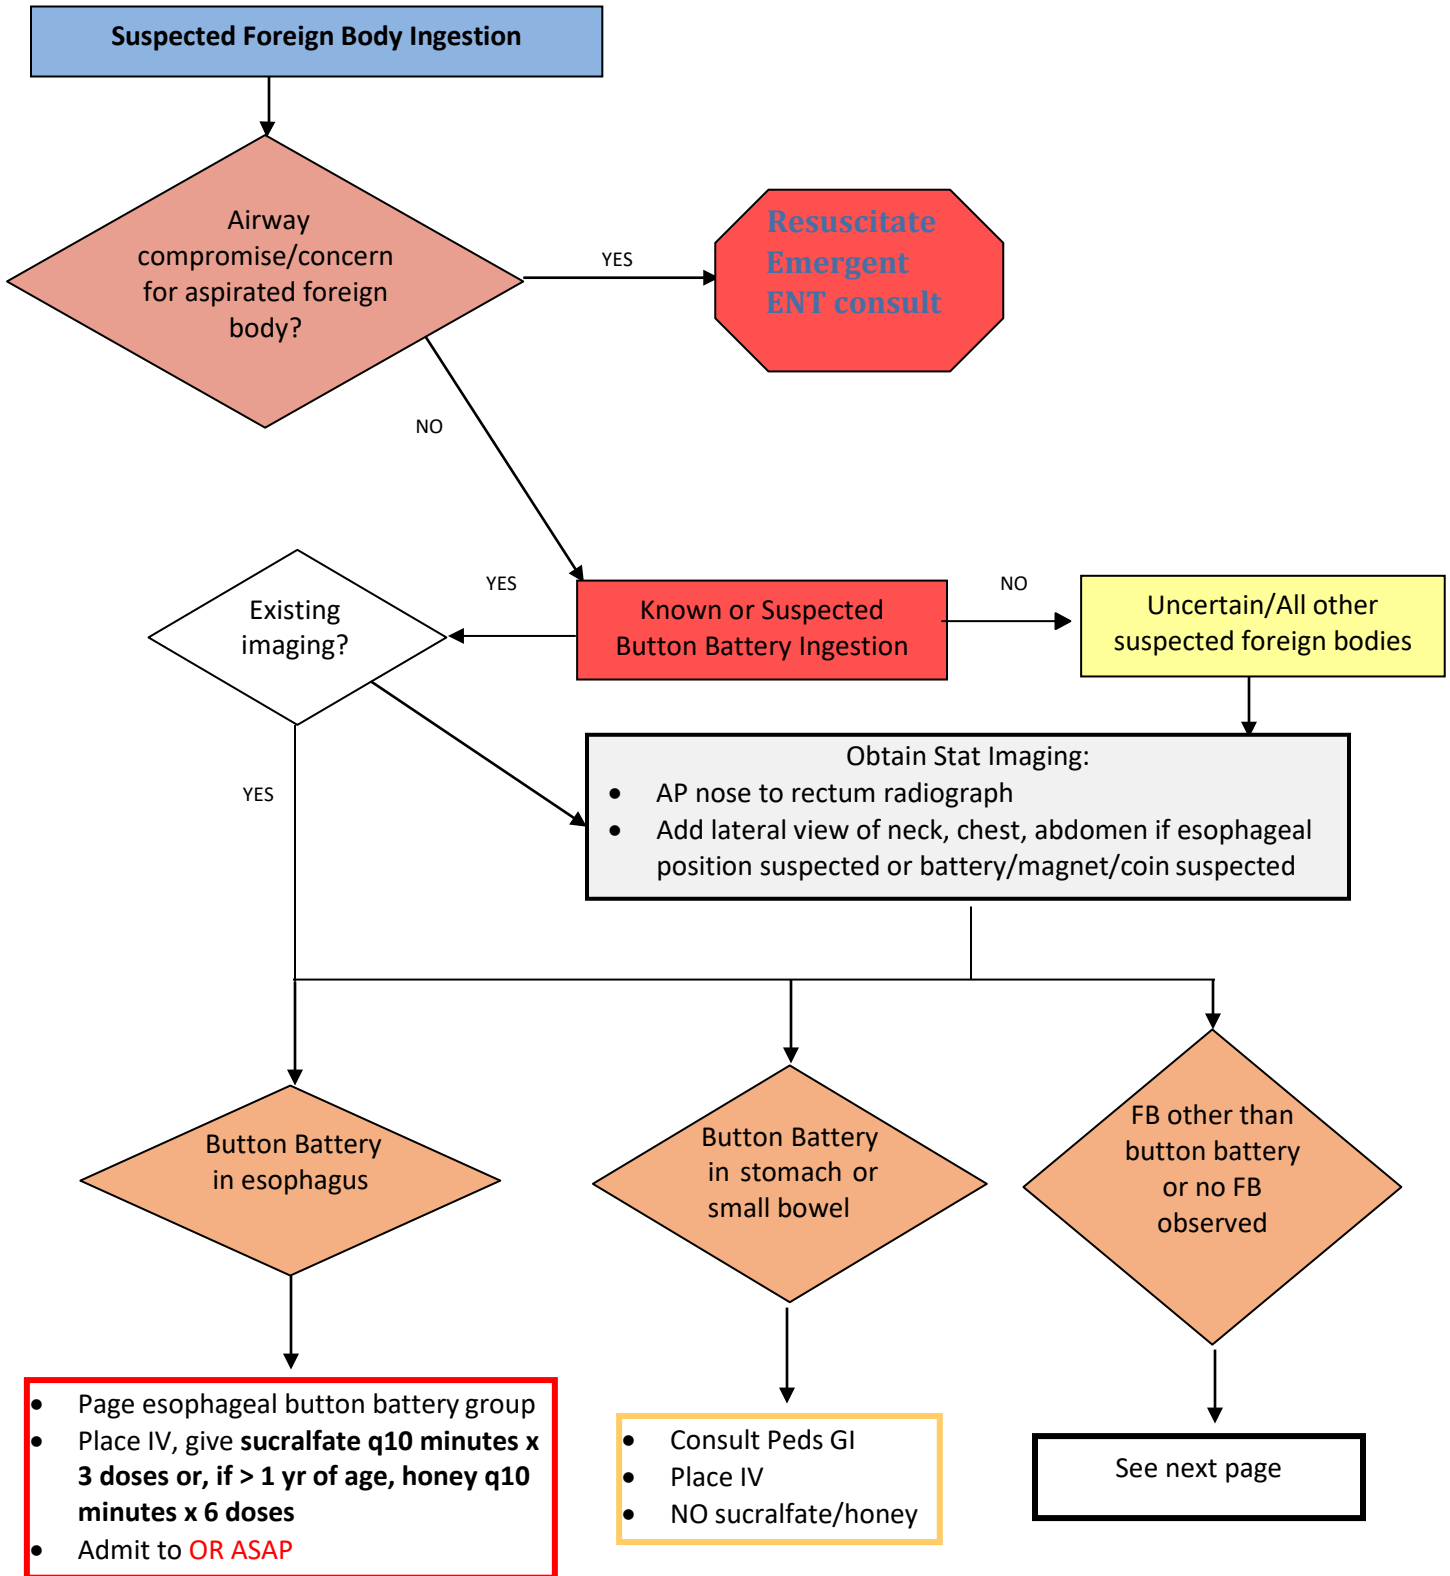 Suspected Foreign Body Ingestion
Airway
compromise/concern
for aspirated foreign
body?
YES
Resuscitate
Emergent
ENT consult
NO
Existing
imaging?
YES
Known or Suspected
Button Battery Ingestion
NO
Uncertain/All other
suspected foreign bodies
YES
Obtain Stat Imaging:
• AP nose to rectum radiograph
• Add lateral view of neck, chest, abdomen if esophageal
position suspected or battery/magnet/coin suspected
Button Battery
in esophagus
Button Battery
in stomach or
small bowel
FB other than
button battery
or no FB
observed
• Page esophageal button battery group
• Place IV, give sucralfate q10 minutes x
3 doses or, if > 1 yr of age, honey q10
minutes x 6 doses
• Admit to OR ASAP
• Consult Peds GI
• Place IV
• NO sucralfate/honey
See next page